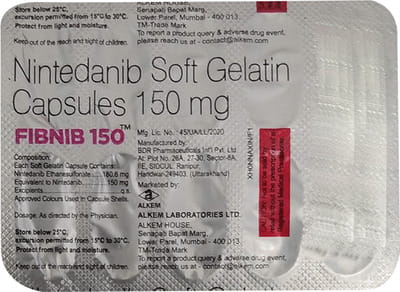 Store below 25°C,
excursion permitted from 15°C to 30°C.
Protect from light and moisture.
Keep out of the reach and sight of children.
ALKEM HOUSE,
Senapati Bapat Marg,
Lower Parel, Mumbai - 400 013.
TM-Trade Mark
To report a product query & adverse drug event,
please reach us at - contact@alkem.com
Nintedanib Soft Gelatin
Capsules 150 mg
FIBNIB 150™
Composition:
Each Soft Gelatin Capsule Contains:
Nintedanib Ethanesulfonate 180.6 mg
Equivalent to Nintedanib 150 mg
Excipients q.s.
Approved Colours Used in Capsule Shells.
Dosage: As directed by the Physician.
Store below 25°C,
excursion permitted from 15°C to 30°C.
Protect from light and moisture.
Keep out of the reach and sight of children.
Mfg. Lic. No.: 45/UA/LL/2020
Manufactured by:
BDR Pharmaceuticals Int'l Pvt. Ltd
At: Plot No. 26A, 27-30, Sector-8A,
IIE, SIDCUL, Ranipur,
Haridwar-249403, (Uttarakhand)
Marketed by:
ALKEM
ALKEM LABORATORIES LTD.
ALKEM HOUSE,
Senapati Bapat Marg,
Lower Parel, Mumbai - 400 013.
TM-Trade Mark
To report a product query & adverse drug event,
please reach us at - contact@alkem.com